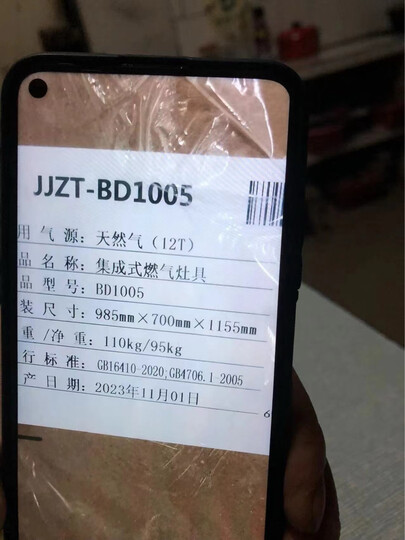 JJZT-BD1005
用 气 源：天然气（12T）
品 名 称：集成式燃气灶具
品 型 号：BD1005
装 尺 寸：985mm×700mm×1155mm
重 /净 重：110kg/95kg
行 标 准：GB16410-2020;GB4706.1-2005
产 日 期：2023年11月01日
6